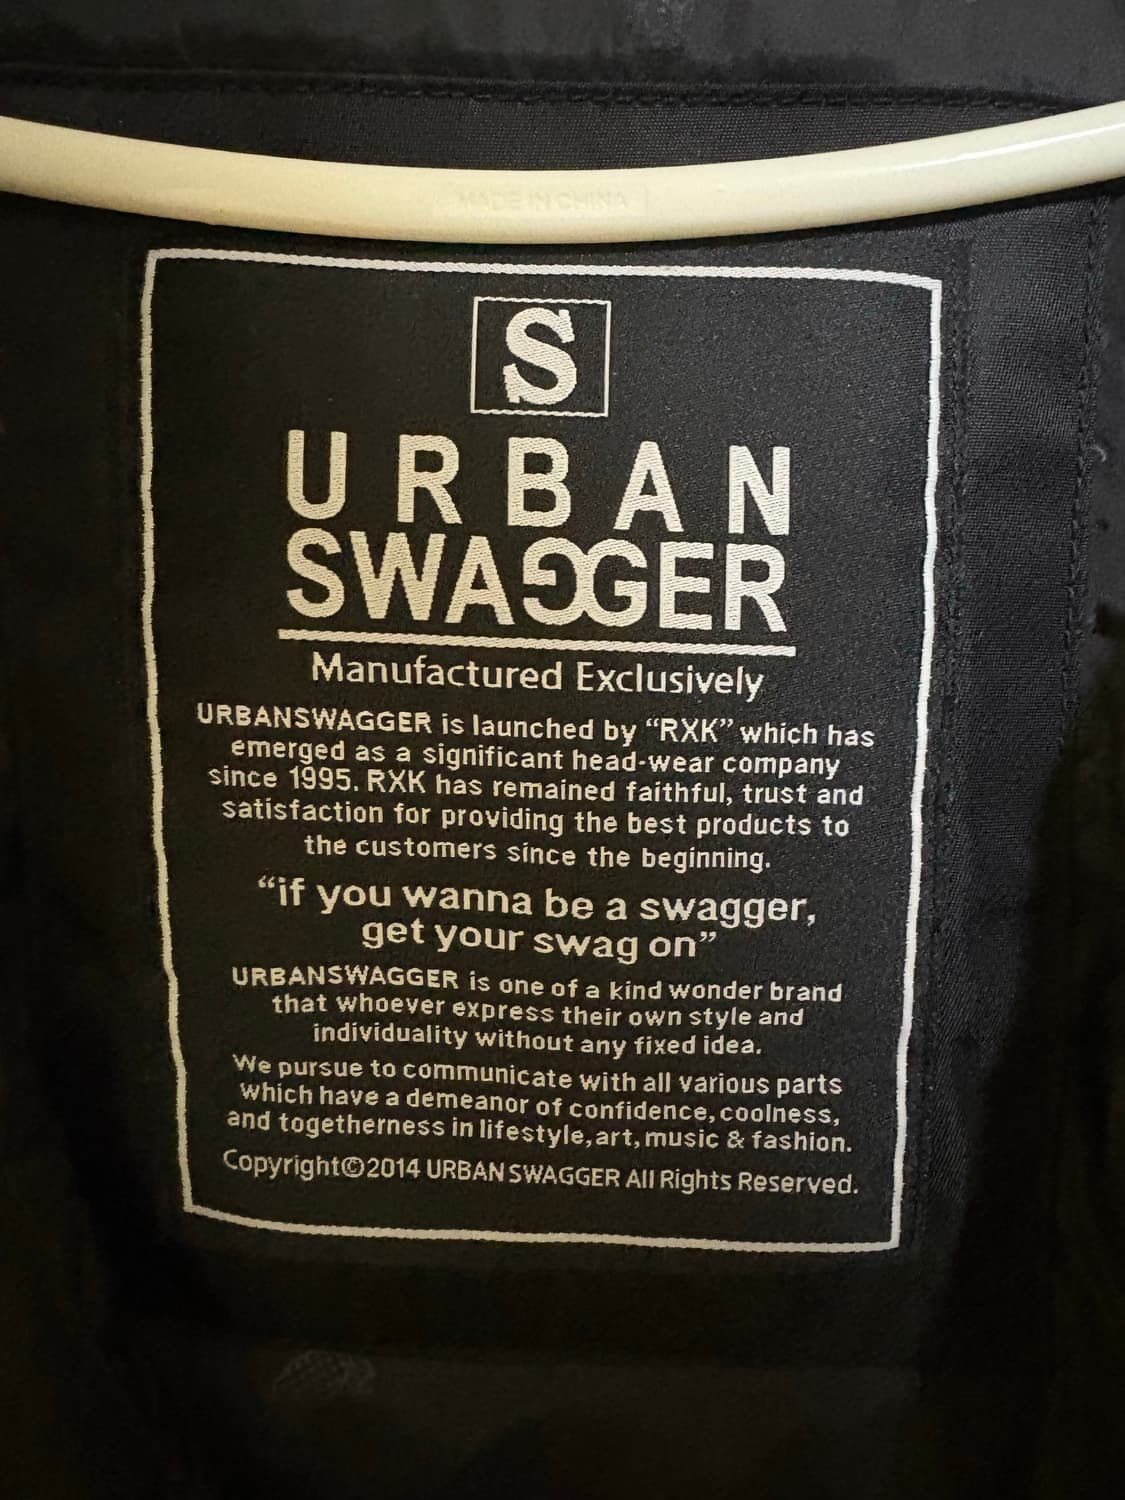 MADE IN CHINA
S
URBAN
SWAGGER
Manufactured Exclusively
URBANSWAGGER is launched by “RXK” which has
emerged as a significant head-wear company
since 1995. RXK has remained faithful, trust and
satisfaction for providing the best products to
the customers since the beginning.
“if you wanna be a swagger,
get your swag on”
URBANSWAGGER is one of a kind wonder brand
that whoever express their own style and
individuality without any fixed idea.
We pursue to communicate with all various parts
which have a demeanor of confidence, coolness,
and togetherness in lifestyle, art, music & fashion.
Copyright©2014 URBANSWAGGER All Rights Reserved.